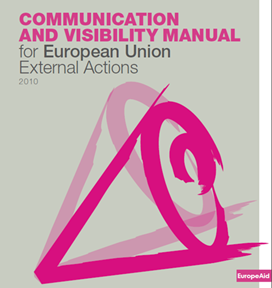 COMMUNICATION
AND VISIBILITY MANUAL
for European Union
External Actions
2010
EuropeAid